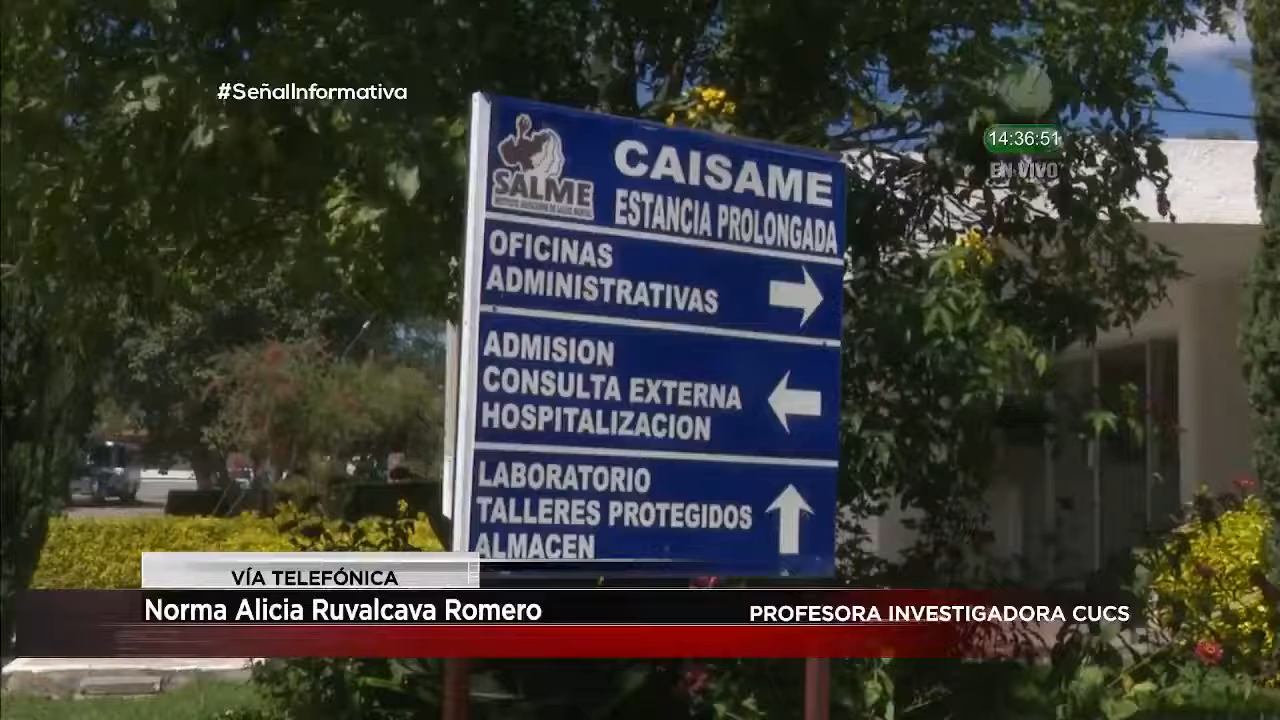 #SeñalInformativa
14:36:51
EN VIVO
SALME
CAISAME
ESTANCIA PROLONGADA
OFICINAS
ADMINISTRATIVAS
ADMISION
CONSULTA EXTERNA
HOSPITALIZACION
LABORATORIO
TALLERES PROTEGIDOS
ALMACEN
VÍA TELEFÓNICA
Norma Alicia Ruvalcava Romero
PROFESORA INVESTIGADORA CUCS